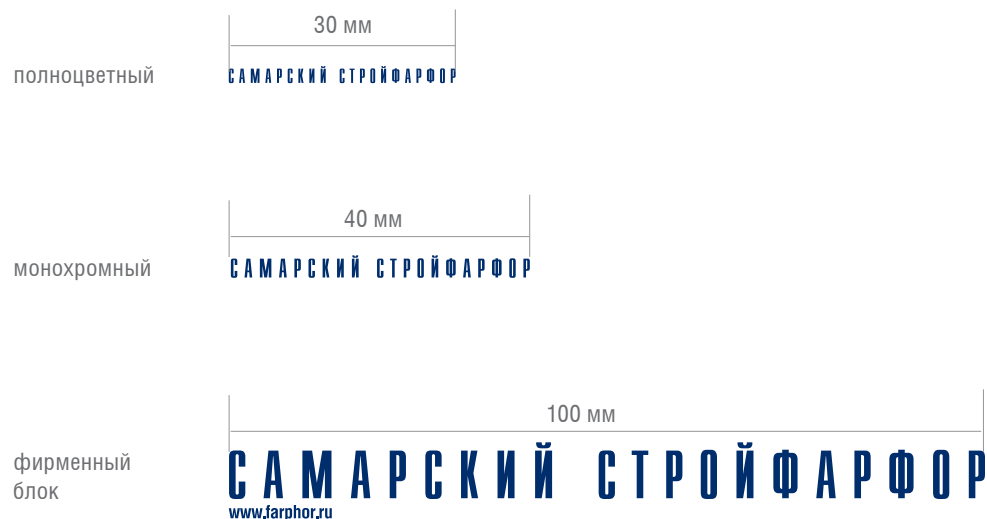 30 мм
полноцветный
САМАРСКИЙ СТРОЙФАРФОР
40 мм
монохромный
САМАРСКИЙ СТРОЙФАРФОР
100 мм
фирменный
блок
САМАРСКИЙ СТРОЙФАРФОР
www.farphor.ru